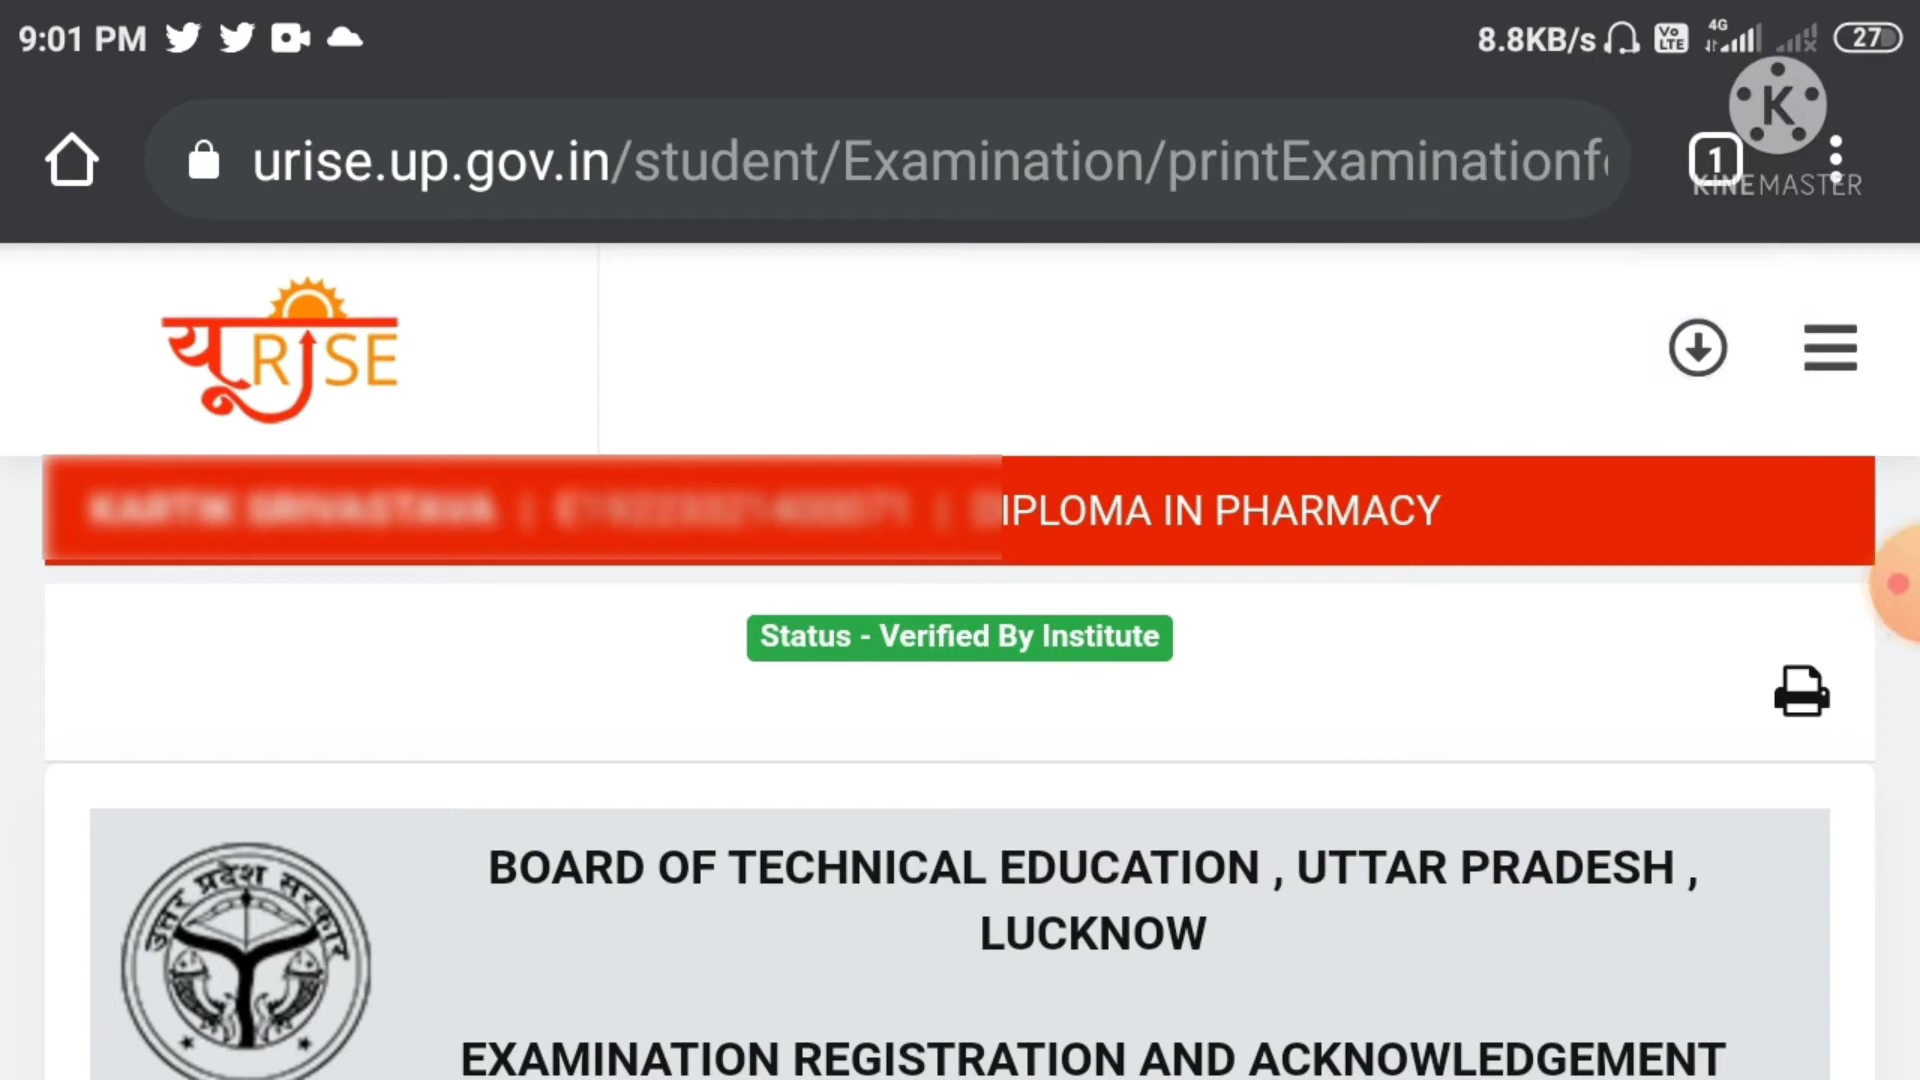 9:01 PM
8.8KB/s
Vo LTE
4G
27
urise.up.gov.in/student/Examination/printExaminationf
1
K
KINEMASTER
यू RISE
IPLOMA IN PHARMACY
Status - Verified By Institute
उत्तर प्रदेश सरकार
BOARD OF TECHNICAL EDUCATION , UTTAR PRADESH ,
LUCKNOW
EXAMINATION REGISTRATION AND ACKNOWLEDGEMENT